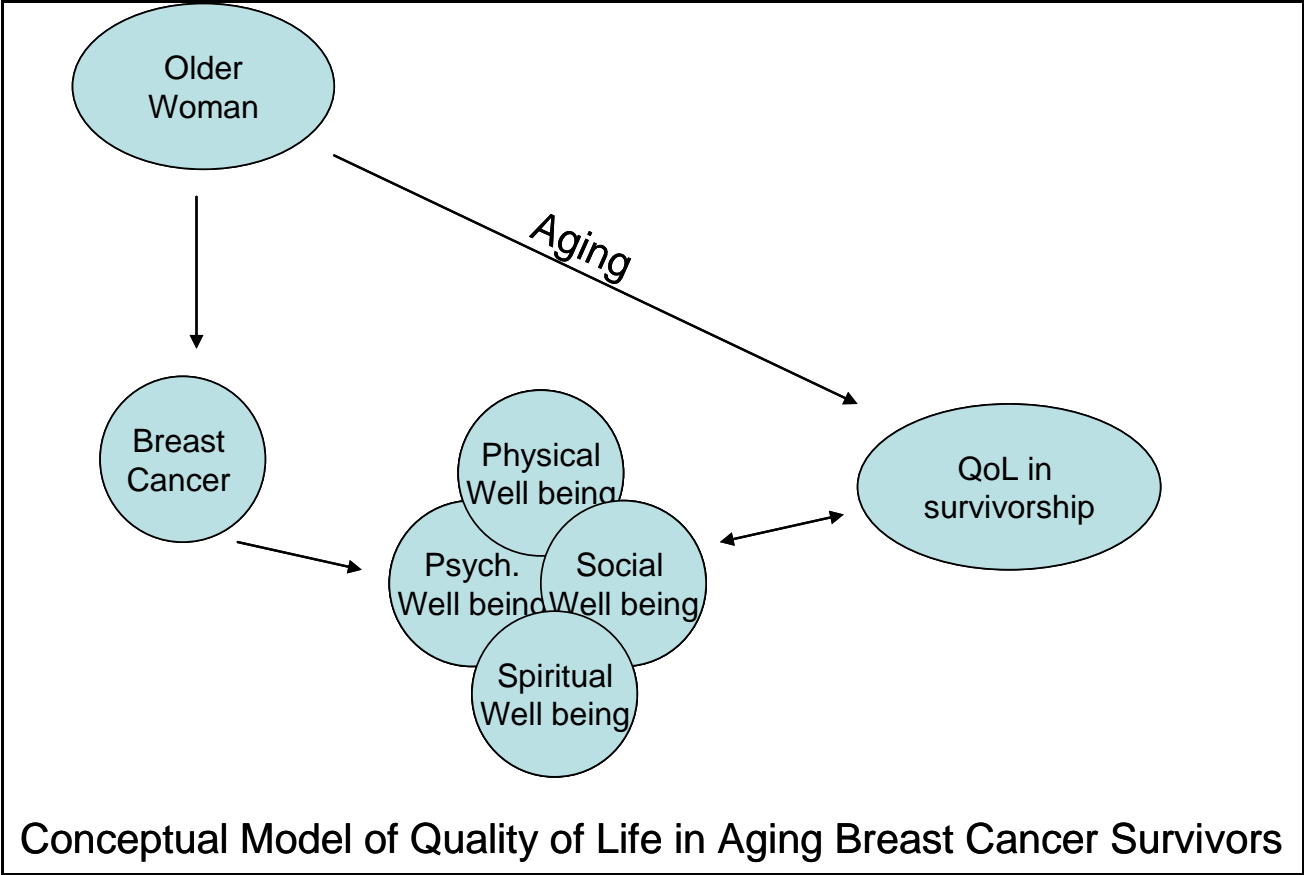 Older
Woman
Aging
Breast
Cancer
Physical
Well being
Psych.
Well being
Social
Well being
Spiritual
Well being
QoL in
survivorship
Conceptual Model of Quality of Life in Aging Breast Cancer Survivors